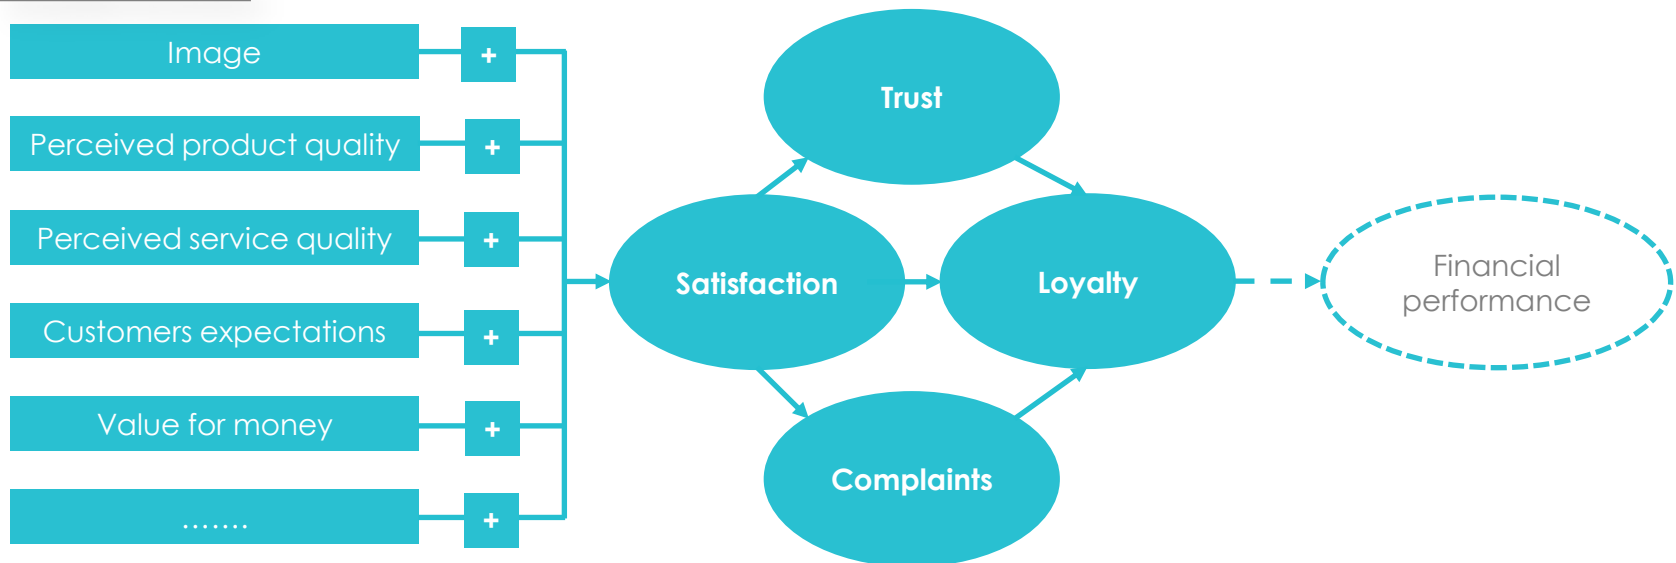 Image
+
Perceived product quality
+
Perceived service quality
+
Customers expectations
+
Value for money
+
.......
+
Trust
Satisfaction
Loyalty
Complaints
Financial
performance